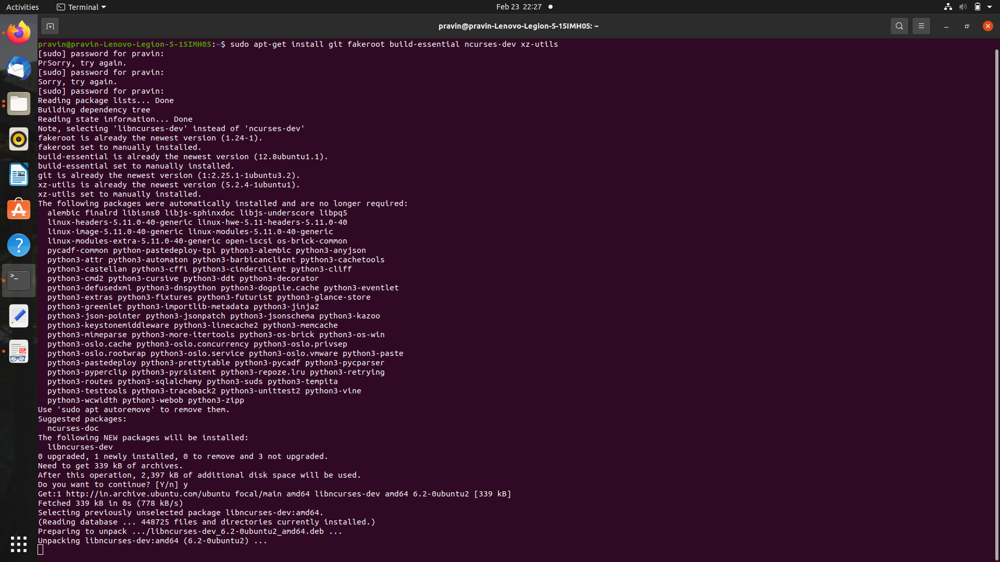 Activities Terminal Feb 23 22:27
pravin@pravin-Lenovo-Legion-5-15IMH05: ~
pravin@pravin-Lenovo-Legion-5-15IMH05:~$ sudo apt-get install git fakeroot build-essential ncurses-dev xz-utils
[sudo] password for pravin:
PrSorry, try again.
[sudo] password for pravin:
Sorry, try again.
[sudo] password for pravin:
Reading package lists... Done
Building dependency tree
Reading state information... Done
Note, selecting 'libncurses-dev' instead of 'ncurses-dev'
fakeroot is already the newest version (1.24-1).
fakeroot set to manually installed.
build-essential is already the newest version (12.8ubuntu1.1).
build-essential set to manually installed.
git is already the newest version (1:2.25.1-1ubuntu3.2).
xz-utils is already the newest version (5.2.4-1ubuntu1).
xz-utils set to manually installed.
The following packages were automatically installed and are no longer required:
  alembic finalrd libisns0 libjs-sphinxdoc libjs-underscore libpq5
  linux-headers-5.11.0-40-generic linux-hwe-5.11-headers-5.11.0-40
  linux-image-5.11.0-40-generic linux-modules-5.11.0-40-generic
  linux-modules-extra-5.11.0-40-generic open-iscsi os-brick-common
  pycadf-common python-pastedeploy-tpl python3-alembic python3-anyjson
  python3-attr python3-automaton python3-barbicanclient python3-cachetools
  python3-castellan python3-cffi python3-cinderclient python3-cliff
  python3-cmd2 python3-cursive python3-ddt python3-decorator
  python3-defusedxml python3-dnspython python3-dogpile.cache python3-eventlet
  python3-extras python3-fixtures python3-futurist python3-glance-store
  python3-greenlet python3-importlib-metadata python3-jinja2
  python3-json-pointer python3-jsonpatch python3-jsonschema python3-kazoo
  python3-keystonemiddleware python3-linecache2 python3-memcache
  python3-mimeparse python3-more-itertools python3-os-brick python3-os-win
  python3-oslo.cache python3-oslo.concurrency python3-oslo.privsep
  python3-oslo.rootwrap python3-oslo.service python3-oslo.vmware python3-paste
  python3-pastedeploy python3-prettytable python3-pycadf python3-pycparser
  python3-pyperclip python3-pyrsistent python3-repoze.lru python3-retrying
  python3-routes python3-sqlalchemy python3-suds python3-tempita
  python3-testtools python3-traceback2 python3-unittest2 python3-vine
  python3-wcwidth python3-webob python3-zipp
Use 'sudo apt autoremove' to remove them.
Suggested packages:
  ncurses-doc
The following NEW packages will be installed:
  libncurses-dev
0 upgraded, 1 newly installed, 0 to remove and 3 not upgraded.
Need to get 339 kB of archives.
After this operation, 2,397 kB of additional disk space will be used.
Do you want to continue? [Y/n] y
Get:1 http://in.archive.ubuntu.com/ubuntu focal/main amd64 libncurses-dev amd64 6.2-0ubuntu2 [339 kB]
Fetched 339 kB in 0s (778 kB/s)
Selecting previously unselected package libncurses-dev:amd64.
(Reading database ... 448725 files and directories currently installed.)
Preparing to unpack .../libncurses-dev_6.2-0ubuntu2_amd64.deb ...
Unpacking libncurses-dev:amd64 (6.2-0ubuntu2) ...